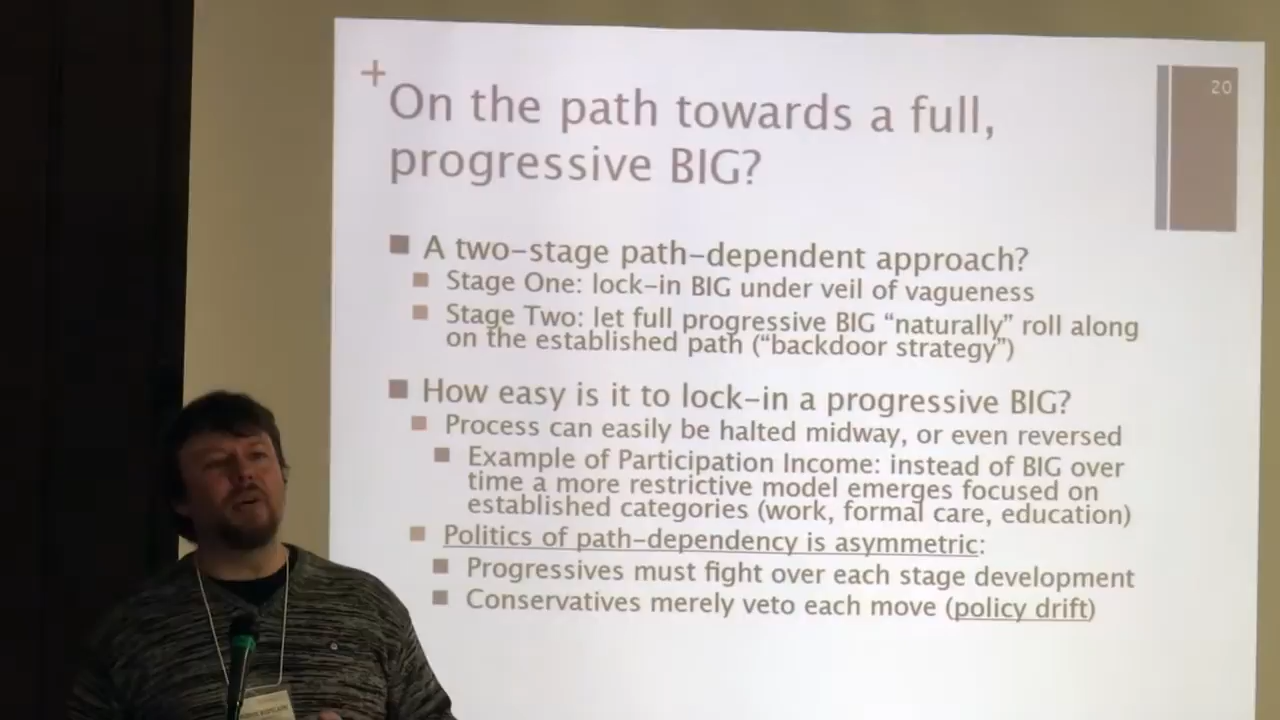 +
20
On the path towards a full,
progressive BIG?
A two-stage path-dependent approach?
Stage One: lock-in BIG under veil of vagueness
Stage Two: let full progressive BIG “naturally” roll along
on the established path (“backdoor strategy”)
How easy is it to lock-in a progressive BIG?
Process can easily be halted midway, or even reversed
Example of Participation Income: instead of BIG over
time a more restrictive model emerges focused on
established categories (work, formal care, education)
Politics of path-dependency is asymmetric:
Progressives must fight over each stage development
Conservatives merely veto each move (policy drift)